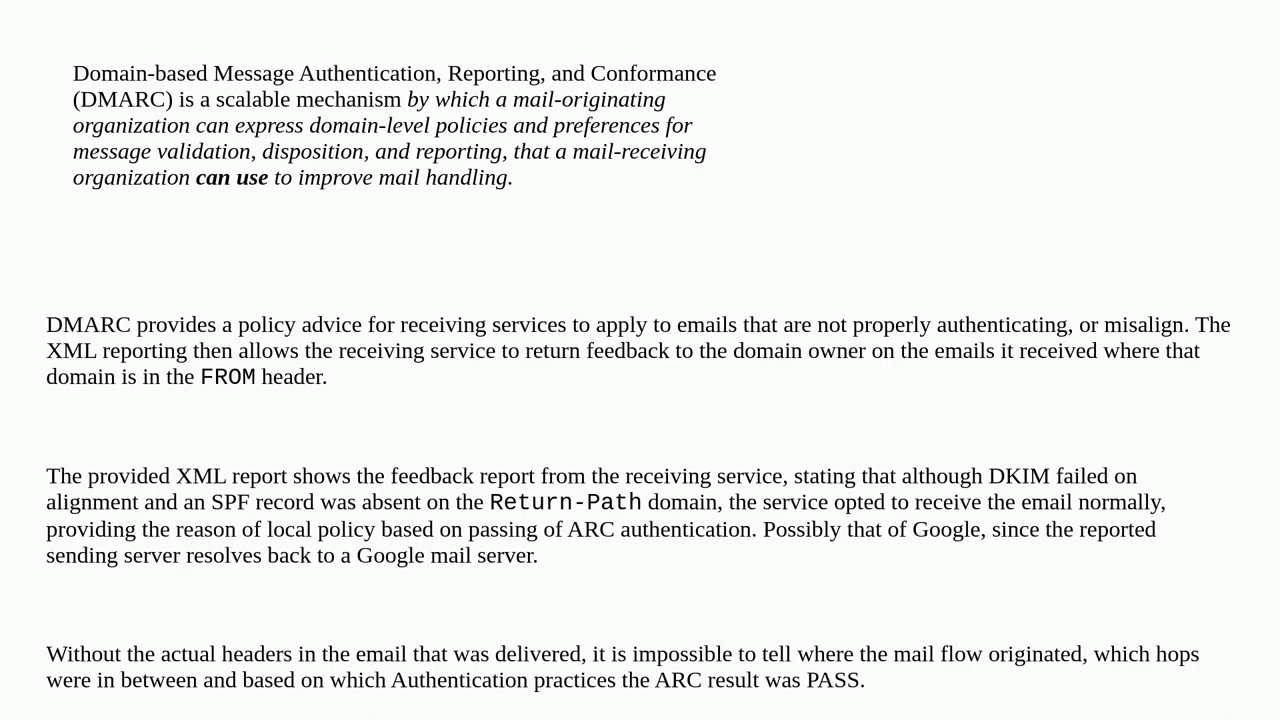 Domain-based Message Authentication, Reporting, and Conformance
(DMARC) is a scalable mechanism by which a mail-originating
organization can express domain-level policies and preferences for
message validation, disposition, and reporting, that a mail-receiving
organization can use to improve mail handling.
DMARC provides a policy advice for receiving services to apply to emails that are not properly authenticating, or misalign. The
XML reporting then allows the receiving service to return feedback to the domain owner on the emails it received where that
domain is in the FROM header.
The provided XML report shows the feedback report from the receiving service, stating that although DKIM failed on
alignment and an SPF record was absent on the Return-Path domain, the service opted to receive the email normally,
providing the reason of local policy based on passing of ARC authentication. Possibly that of Google, since the reported
sending server resolves back to a Google mail server.
Without the actual headers in the email that was delivered, it is impossible to tell where the mail flow originated, which hops
were in between and based on which Authentication practices the ARC result was PASS.